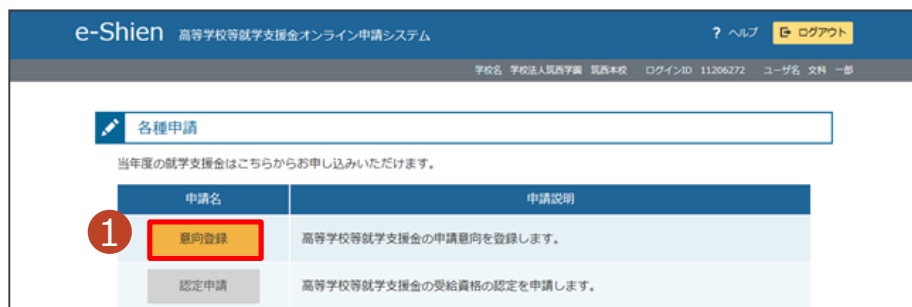 e-Shien 高等学校等就学支援金オンライン申請システム ? ヘルプ ログアウト
学校名 学校法人筑西学園 筑西本校 ログインID 11206272 ユーザ名 文科 一郎
各種申請
当年度の就学支援金はこちらからお申し込みいただけます。
申請名 申請説明
1 意向登録 高等学校等就学支援金の申請意向を登録します。
認定申請 高等学校等就学支援金の受給資格の認定を申請します。